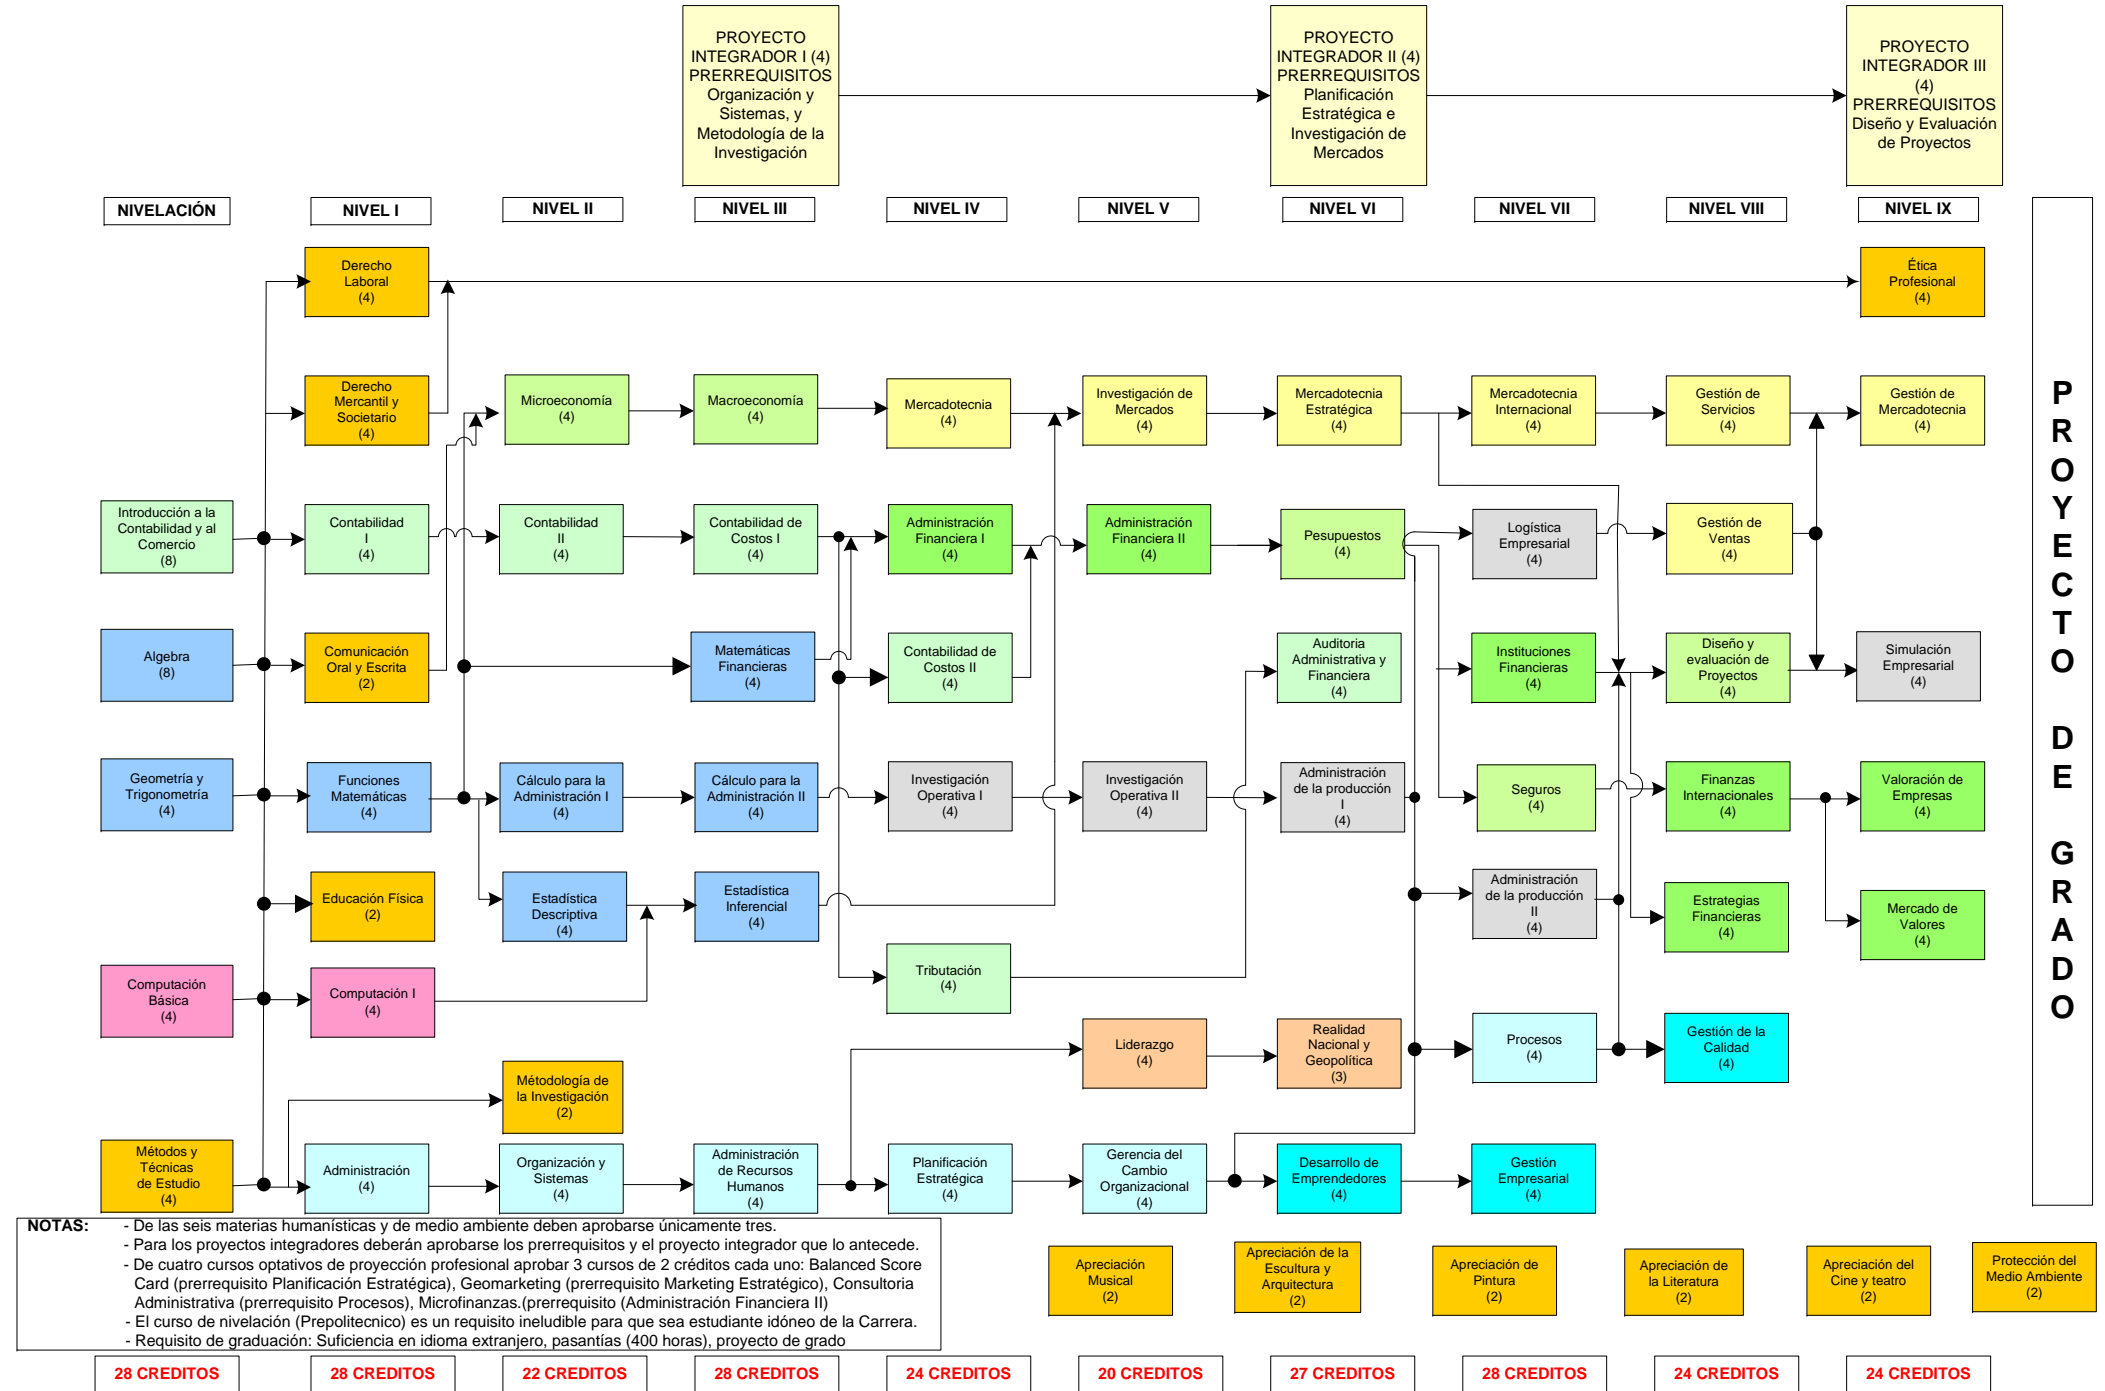 PROYECTO
INTEGRADOR I (4)
PRERREQUISITOS
Organización y
Sistemas, y
Metodología de la
Investigación
PROYECTO
INTEGRADOR II (4)
PRERREQUISITOS
Planificación
Estratégica e
Investigación de
Mercados
PROYECTO
INTEGRADOR III
(4)
PRERREQUISITOS
Diseño y Evaluación
de Proyectos
NIVELACIÓN
NIVEL I
NIVEL II
NIVEL III
NIVEL IV
NIVEL V
NIVEL VI
NIVEL VII
NIVEL VIII
NIVEL IX
Derecho
Laboral
(4)
Ética
Profesional
(4)
Derecho
Mercantil y
Societario
(4)
Microeconomía
(4)
Macroeconomía
(4)
Mercadotecnia
(4)
Investigación de
Mercados
(4)
Mercadotecnia
Estratégica
(4)
Mercadotecnia
Internacional
(4)
Gestión de
Servicios
(4)
Gestión de
Mercadotecnia
(4)
Introducción a la
Contabilidad y al
Comercio
(8)
Contabilidad
I
(4)
Contabilidad
II
(4)
Contabilidad de
Costos I
(4)
Administración
Financiera I
(4)
Administración
Financiera II
(4)
Pesupuestos
(4)
Logística
Empresarial
(4)
Gestión de
Ventas
(4)
Algebra
(8)
Comunicación
Oral y Escrita
(2)
Matemáticas
Financieras
(4)
Contabilidad de
Costos II
(4)
Auditoria
Administrativa y
Financiera
(4)
Instituciones
Financieras
(4)
Diseño y
evaluación de
Proyectos
(4)
Simulación
Empresarial
(4)
Geometría y
Trigonometría
(4)
Funciones
Matemáticas
(4)
Cálculo para la
Administración I
(4)
Cálculo para la
Administración II
(4)
Investigación
Operativa I
(4)
Investigación
Operativa II
(4)
Administración
de la producción
I
(4)
Seguros
(4)
Finanzas
Internacionales
(4)
Valoración de
Empresas
(4)
Educación Física
(2)
Estadística
Descriptiva
(4)
Estadística
Inferencial
(4)
Administración
de la producción
II
(4)
Estrategias
Financieras
(4)
Mercado de
Valores
(4)
Computación
Básica
(4)
Computación I
(4)
Tributación
(4)
Liderazgo
(4)
Realidad
Nacional y
Geopolítica
(3)
Procesos
(4)
Gestión de la
Calidad
(4)
Métodología de
la Investigación
(2)
Métodos y
Técnicas
de Estudio
(4)
Administración
(4)
Organización y
Sistemas
(4)
Administración
de Recursos
Humanos
(4)
Planificación
Estratégica
(4)
Gerencia del
Cambio
Organizacional
(4)
Desarrollo de
Emprendedores
(4)
Gestión
Empresarial
(4)
P
R
O
Y
E
C
T
O
D
E
G
R
A
D
O
NOTAS: - De las seis materias humanísticas y de medio ambiente deben aprobarse únicamente tres.
- Para los proyectos integradores deberán aprobarse los prerrequisitos y el proyecto integrador que lo antecede.
- De cuatro cursos optativos de proyección profesional aprobar 3 cursos de 2 créditos cada uno: Balanced Score
Card (prerrequisito Planificación Estratégica), Geomarketing (prerrequisito Marketing Estratégico), Consultoria
Administrativa (prerrequisito Procesos), Microfinanzas.(prerrequisito (Administración Financiera II)
- El curso de nivelación (Prepolitecnico) es un requisito ineludible para que sea estudiante idóneo de la Carrera.
- Requisito de graduación: Suficiencia en idioma extranjero, pasantías (400 horas), proyecto de grado
Apreciación
Musical
(2)
Apreciación de la
Escultura y
Arquitectura
(2)
Apreciación de
Pintura
(2)
Apreciación de
la Literatura
(2)
Apreciación del
Cine y teatro
(2)
Protección del
Medio Ambiente
(2)
28 CREDITOS
28 CREDITOS
22 CREDITOS
28 CREDITOS
24 CREDITOS
20 CREDITOS
27 CREDITOS
28 CREDITOS
24 CREDITOS
24 CREDITOS